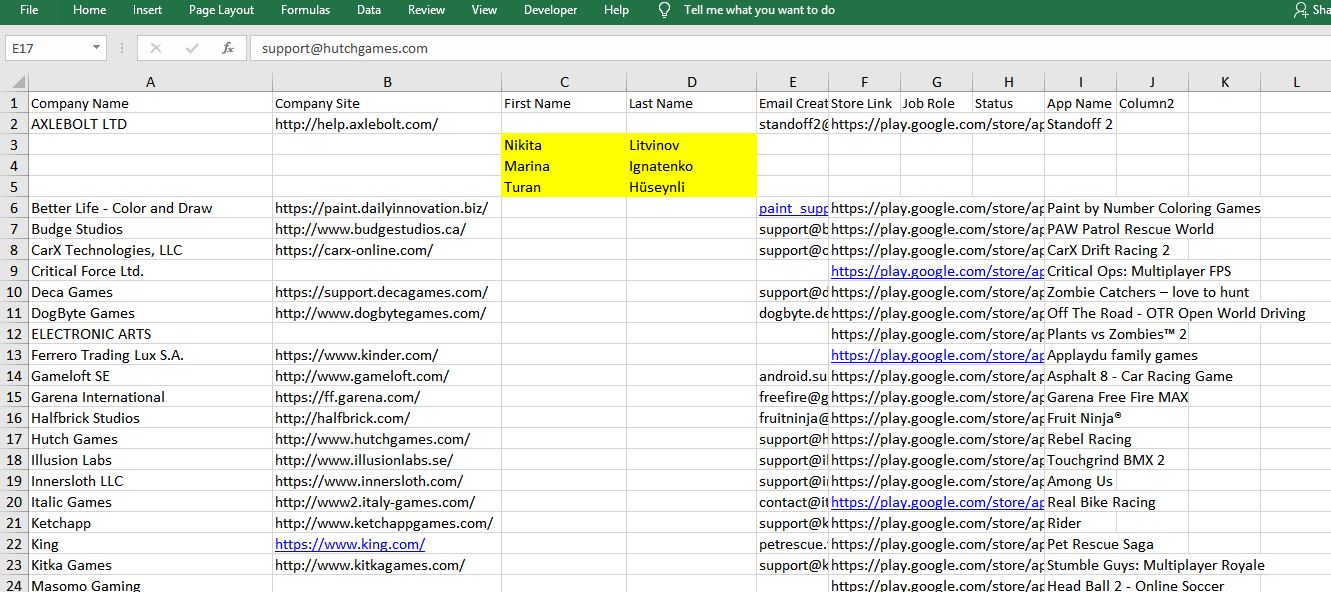 File Home Insert Page Layout Formulas Data Review View Developer Help Tell me what you want to do Sha
E17 fx support@hutchgames.com
A B C D E F G H I J K L
1 Company Name Company Site First Name Last Name Email Creat Store Link Job Role Status App Name Column2
2 AXLEBOLT LTD http://help.axlebolt.com/ standoff2@ https://play.google.com/store/ap Standoff 2
3 Nikita Litvinov
4 Marina Ignatenko
5 Turan Hüseynli
6 Better Life - Color and Draw https://paint.dailyinnovation.biz/ paint_supp https://play.google.com/store/ap Paint by Number Coloring Games
7 Budge Studios http://www.budgestudios.ca/ support@b https://play.google.com/store/ap PAW Patrol Rescue World
8 CarX Technologies, LLC https://carx-online.com/ support@c https://play.google.com/store/ap CarX Drift Racing 2
9 Critical Force Ltd. https://play.google.com/store/ap Critical Ops: Multiplayer FPS
10 Deca Games https://support.decagames.com/ support@d https://play.google.com/store/ap Zombie Catchers – love to hunt
11 DogByte Games http://www.dogbytegames.com/ dogbyte.de https://play.google.com/store/ap Off The Road - OTR Open World Driving
12 ELECTRONIC ARTS https://play.google.com/store/ap Plants vs Zombies™ 2
13 Ferrero Trading Lux S.A. https://www.kinder.com/ https://play.google.com/store/ap Applaydu family games
14 Gameloft SE http://www.gameloft.com/ android.su https://play.google.com/store/ap Asphalt 8 - Car Racing Game
15 Garena International https://ff.garena.com/ freefire@g https://play.google.com/store/ap Garena Free Fire MAX
16 Halfbrick Studios http://halfbrick.com/ fruitninja@ https://play.google.com/store/ap Fruit Ninja®
17 Hutch Games http://www.hutchgames.com/ support@h https://play.google.com/store/ap Rebel Racing
18 Illusion Labs http://www.illusionlabs.se/ support@il https://play.google.com/store/ap Touchgrind BMX 2
19 Innersloth LLC https://www.innersloth.com/ support@in https://play.google.com/store/ap Among Us
20 Italic Games http://www2.italy-games.com/ contact@it https://play.google.com/store/ap Real Bike Racing
21 Ketchapp http://www.ketchappgames.com/ support@k https://play.google.com/store/ap Rider
22 King https://www.king.com/ petrescue. https://play.google.com/store/ap Pet Rescue Saga
23 Kitka Games http://www.kitkagames.com/ support@k https://play.google.com/store/ap Stumble Guys: Multiplayer Royale
24 Masomo Gaming https://play.google.com/store/ap Head Ball 2 - Online Soccer